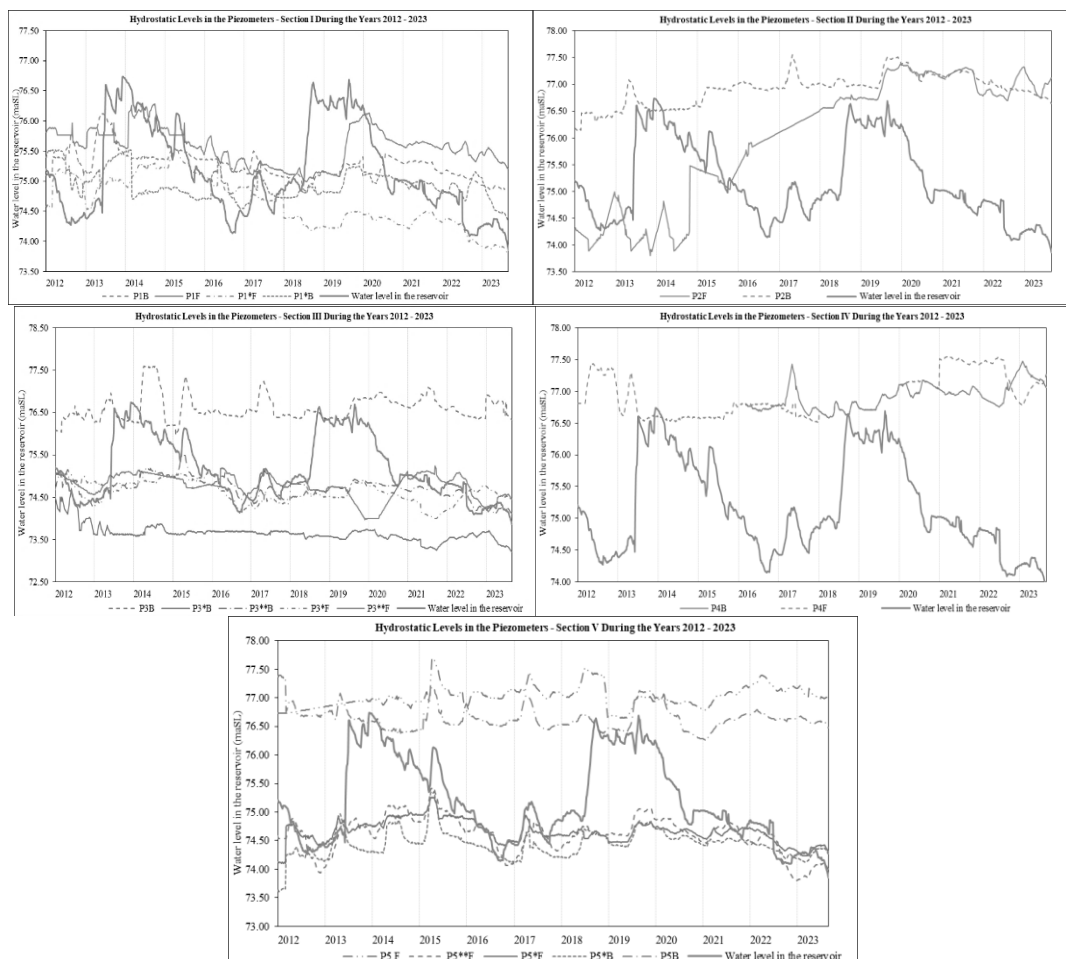 Hydrostatic Levels in the Piezometers - Section I During the Years 2012 - 2023
Water level in the reservoir (maSL)
77.00
76.50
76.00
75.50
75.00
74.50
74.00
73.50
2012 2013 2014 2015 2016 2017 2018 2019 2020 2021 2022 2023
P1B P1F P1*F P1*B Water level in the reservoir
Hydrostatic Levels in the Piezometers - Section II During the Years 2012 - 2023
Water level in the reservoir (maSL)
78.00
77.50
77.00
76.50
76.00
75.50
75.00
74.50
74.00
73.50
2012 2013 2014 2015 2016 2017 2018 2019 2020 2021 2022 2023
P2F P2B Water level in the reservoir
Hydrostatic Levels in the Piezometers - Section III During the Years 2012 - 2023
Water level in the reservoir (maSL)
78.50
77.50
76.50
75.50
74.50
73.50
72.50
2012 2013 2014 2015 2016 2017 2018 2019 2020 2021 2022 2023
P3B P3*B P3**B P3*F P3**F Water level in the reservoir
Hydrostatic Levels in the Piezometers - Section IV During the Years 2012 - 2023
Water level in the reservoir (maSL)
78.00
77.50
77.00
76.50
76.00
75.50
75.00
74.50
74.00
2012 2013 2014 2015 2016 2017 2018 2019 2020 2021 2022 2023
P4B P4F Water level in the reservoir
Hydrostatic Levels in the Piezometers - Section V During the Years 2012 - 2023
Water level in the reservoir (maSL)
78.00
77.50
77.00
76.50
76.00
75.50
75.00
74.50
74.00
73.50
73.00
2012 2013 2014 2015 2016 2017 2018 2019 2020 2021 2022 2023
P5 F P5**F P5*F P5*B P5B Water level in the reservoir